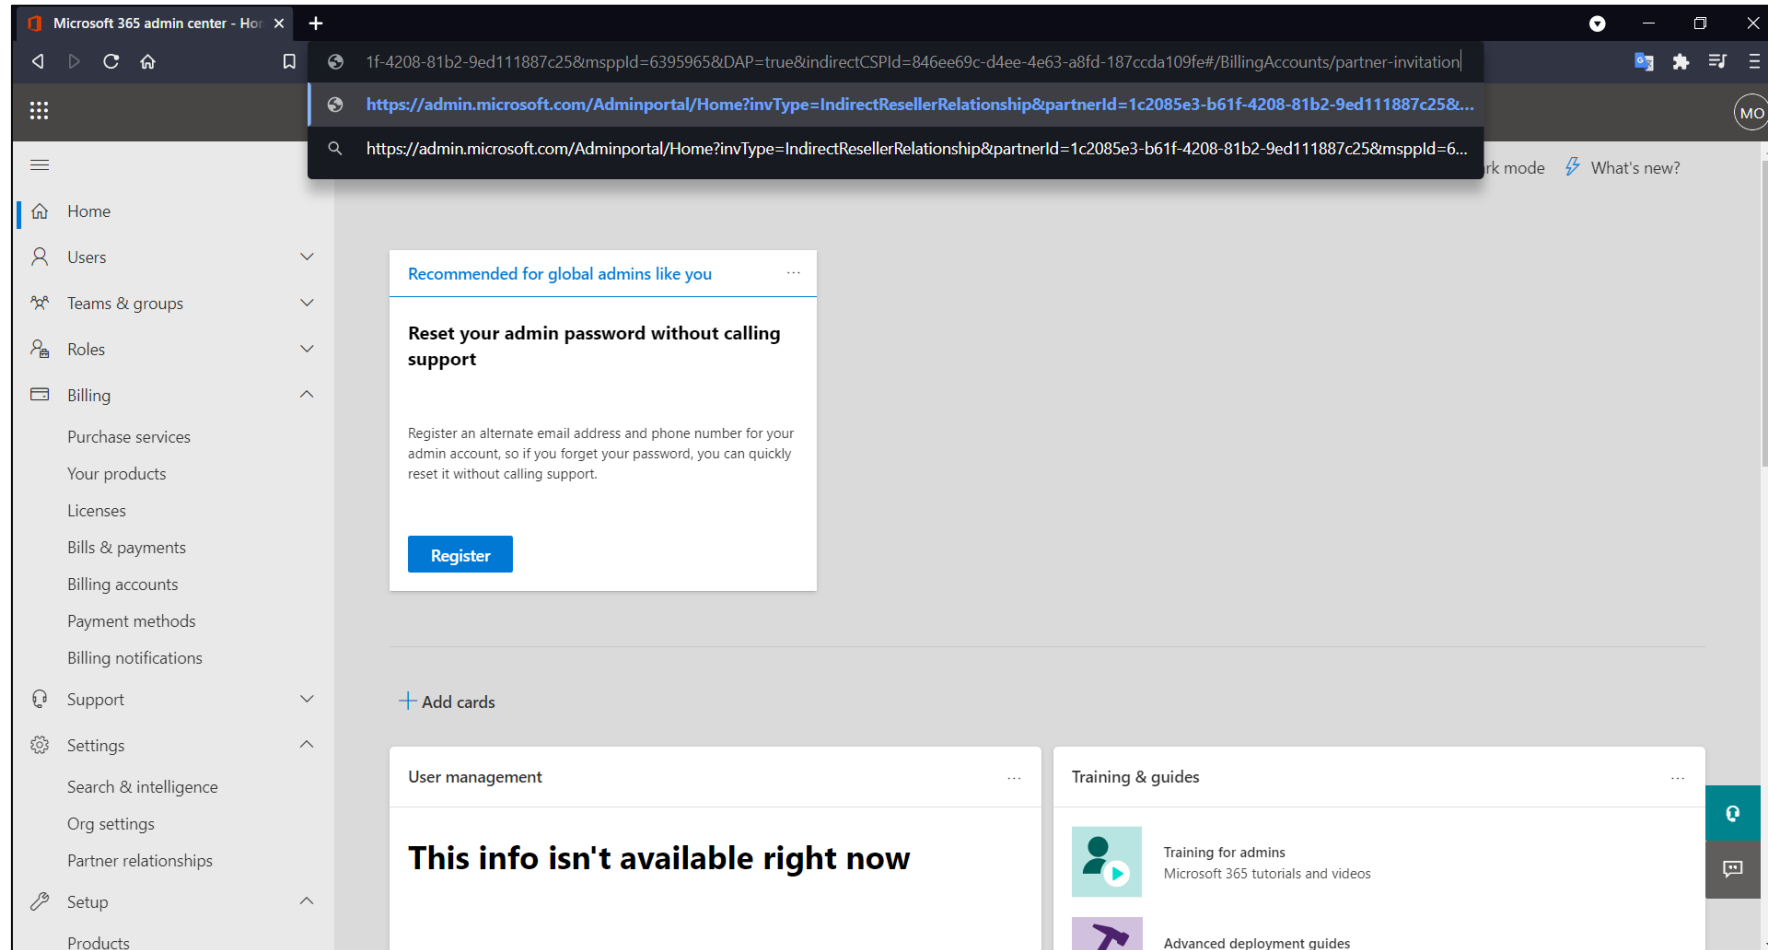 Microsoft 365 admin center - Hor
1f-4208-81b2-9ed111887c25&msppId=6395965&DAP=true&indirectCSPId=846ee69c-d4ee-4e63-a8fd-187ccda109fe#/BillingAccounts/partner-invitation
https://admin.microsoft.com/Adminportal/Home?invType=IndirectResellerRelationship&partnerId=1c2085e3-b61f-4208-81b2-9ed111887c25&...
https://admin.microsoft.com/Adminportal/Home?invType=IndirectResellerRelationship&partnerId=1c2085e3-b61f-4208-81b2-9ed111887c25&msppId=6...
MO
rk mode
What's new?
Home
Users
Teams & groups
Roles
Billing
Purchase services
Your products
Licenses
Bills & payments
Billing accounts
Payment methods
Billing notifications
Support
Settings
Search & intelligence
Org settings
Partner relationships
Setup
Products
Recommended for global admins like you
Reset your admin password without calling
support
Register an alternate email address and phone number for your
admin account, so if you forget your password, you can quickly
reset it without calling support.
Register
Add cards
User management
This info isn't available right now
Training & guides
Training for admins
Microsoft 365 tutorials and videos
Advanced deployment guides